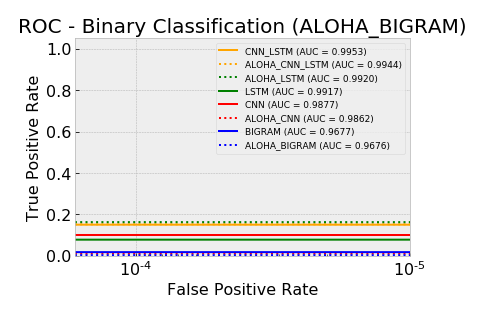 ROC - Binary Classification (ALOHA_BIGRAM)
1.0
0.8
0.6
0.4
0.2
0.0
True Positive Rate
CNN_LSTM (AUC = 0.9953)
ALOHA_CNN_LSTM (AUC = 0.9944)
ALOHA_LSTM (AUC = 0.9920)
LSTM (AUC = 0.9917)
CNN (AUC = 0.9877)
ALOHA_CNN (AUC = 0.9862)
BIGRAM (AUC = 0.9677)
ALOHA_BIGRAM (AUC = 0.9676)
10^-4 10^-5
False Positive Rate